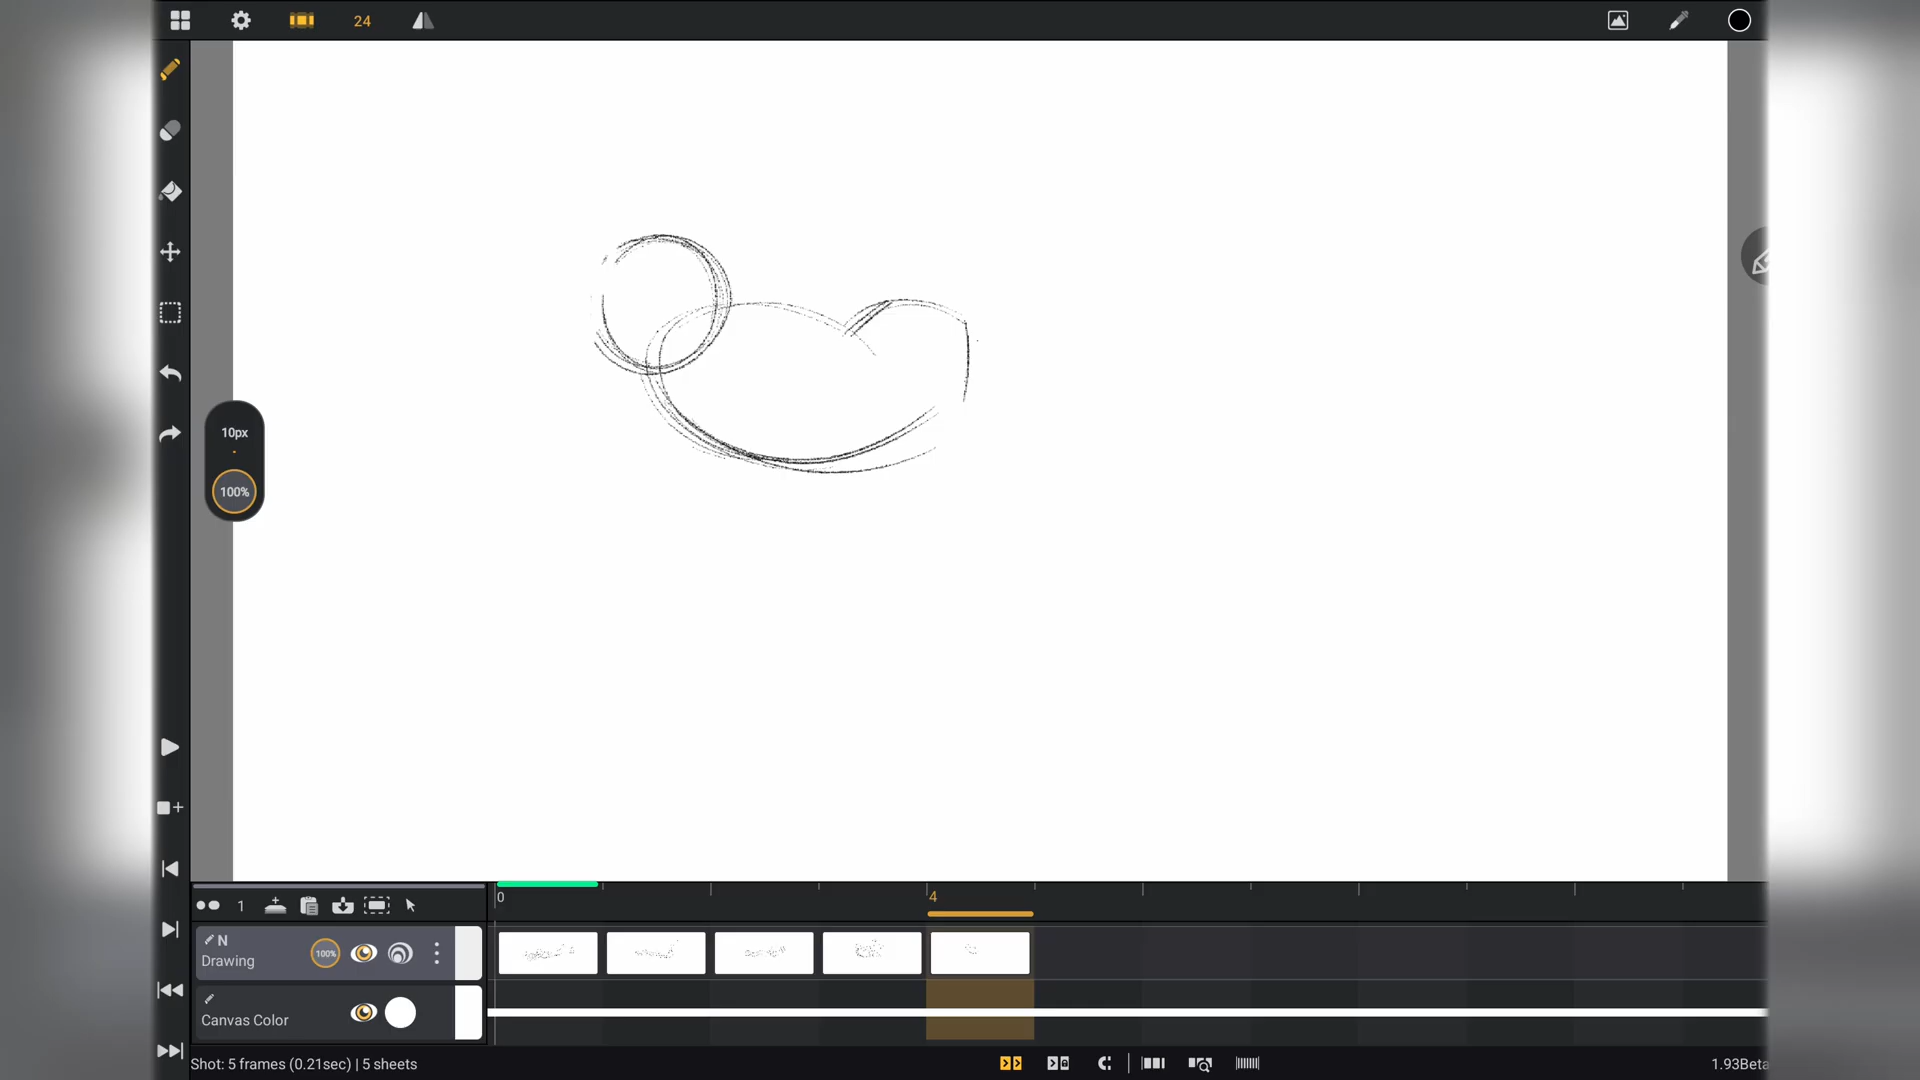 24
10px
100%
0
4
1
N
Drawing
100%
Canvas Color
Shot: 5 frames (0.21sec) | 5 sheets
1.93Beta